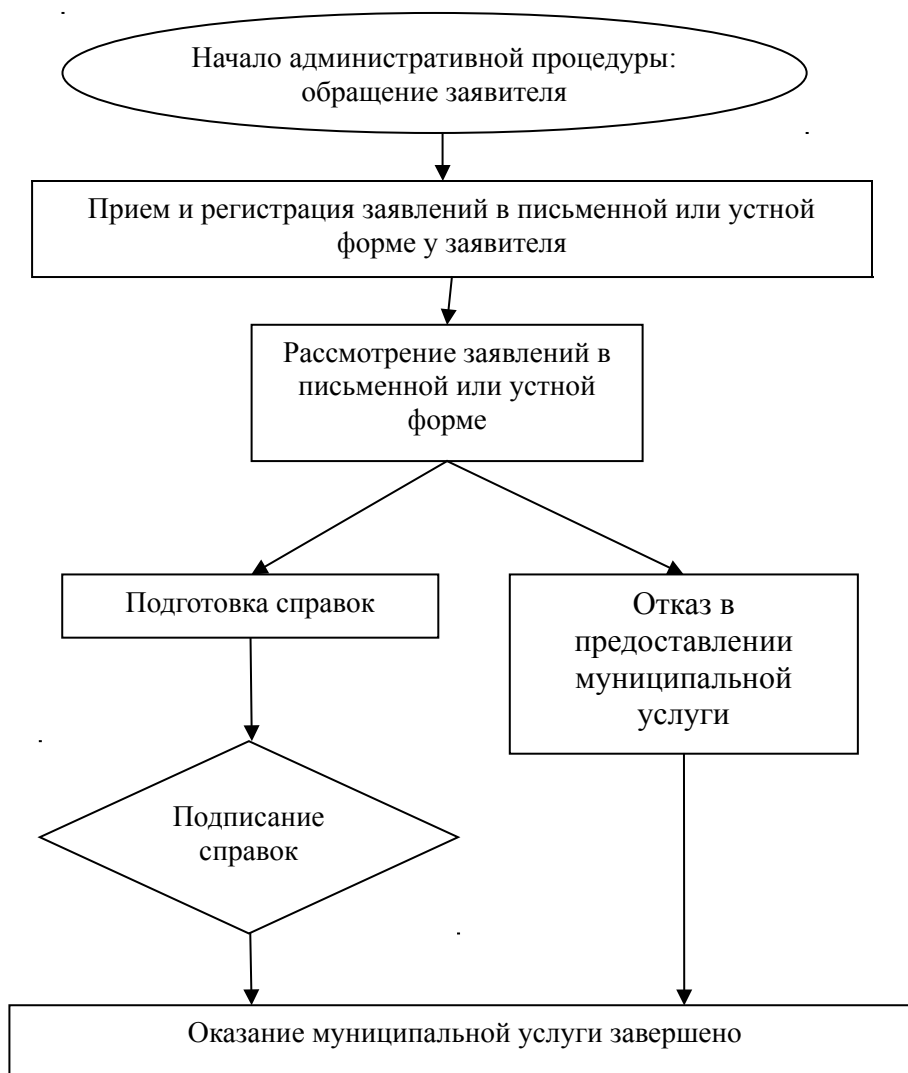 Начало административной процедуры:
обращение заявителя
Прием и регистрация заявлений в письменной или устной
форме у заявителя
Рассмотрение заявлений в
письменной или устной
форме
Подготовка справок
Отказ в
предоставлении
муниципальной
услуги
Подписание
справок
Оказание муниципальной услуги завершено